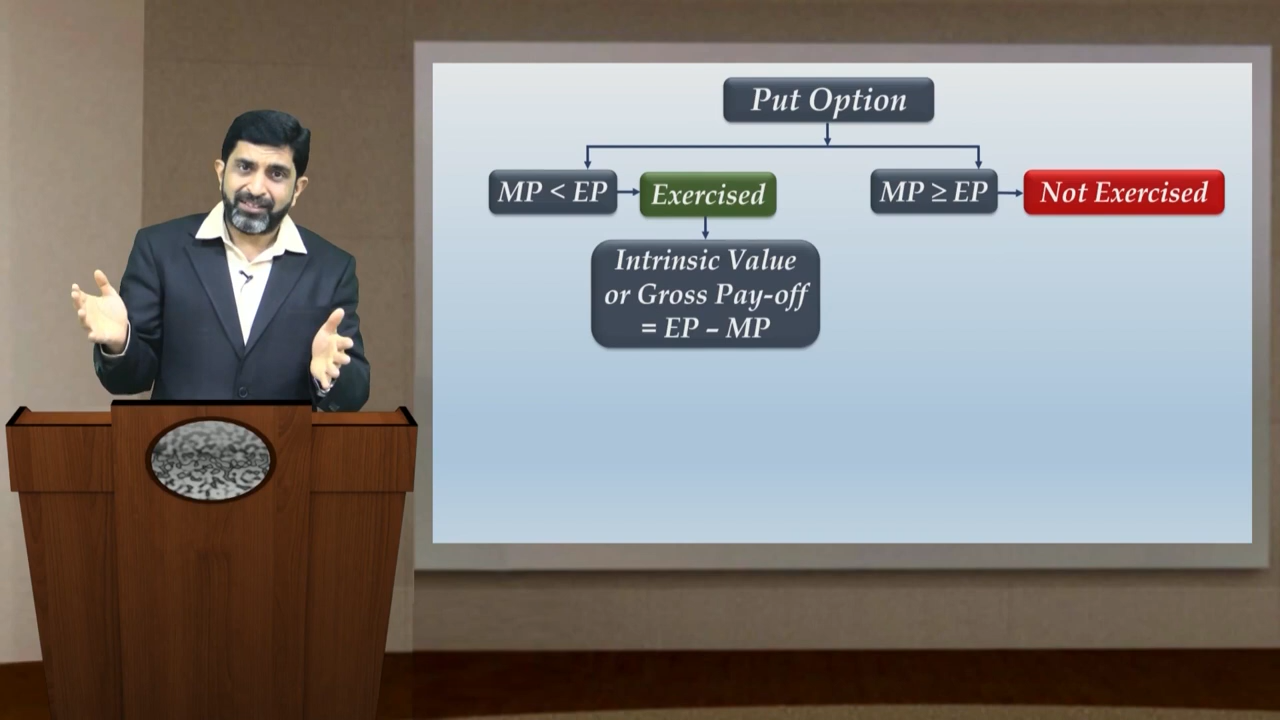 Put Option
MP < EP
Exercised
MP ≥ EP
Not Exercised
Intrinsic Value
or Gross Pay-off
= EP – MP